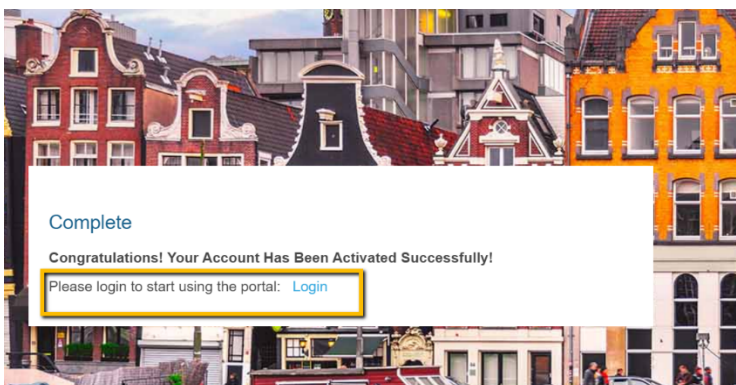 Complete
Congratulations! Your Account Has Been Activated Successfully!
Please login to start using the portal: Login